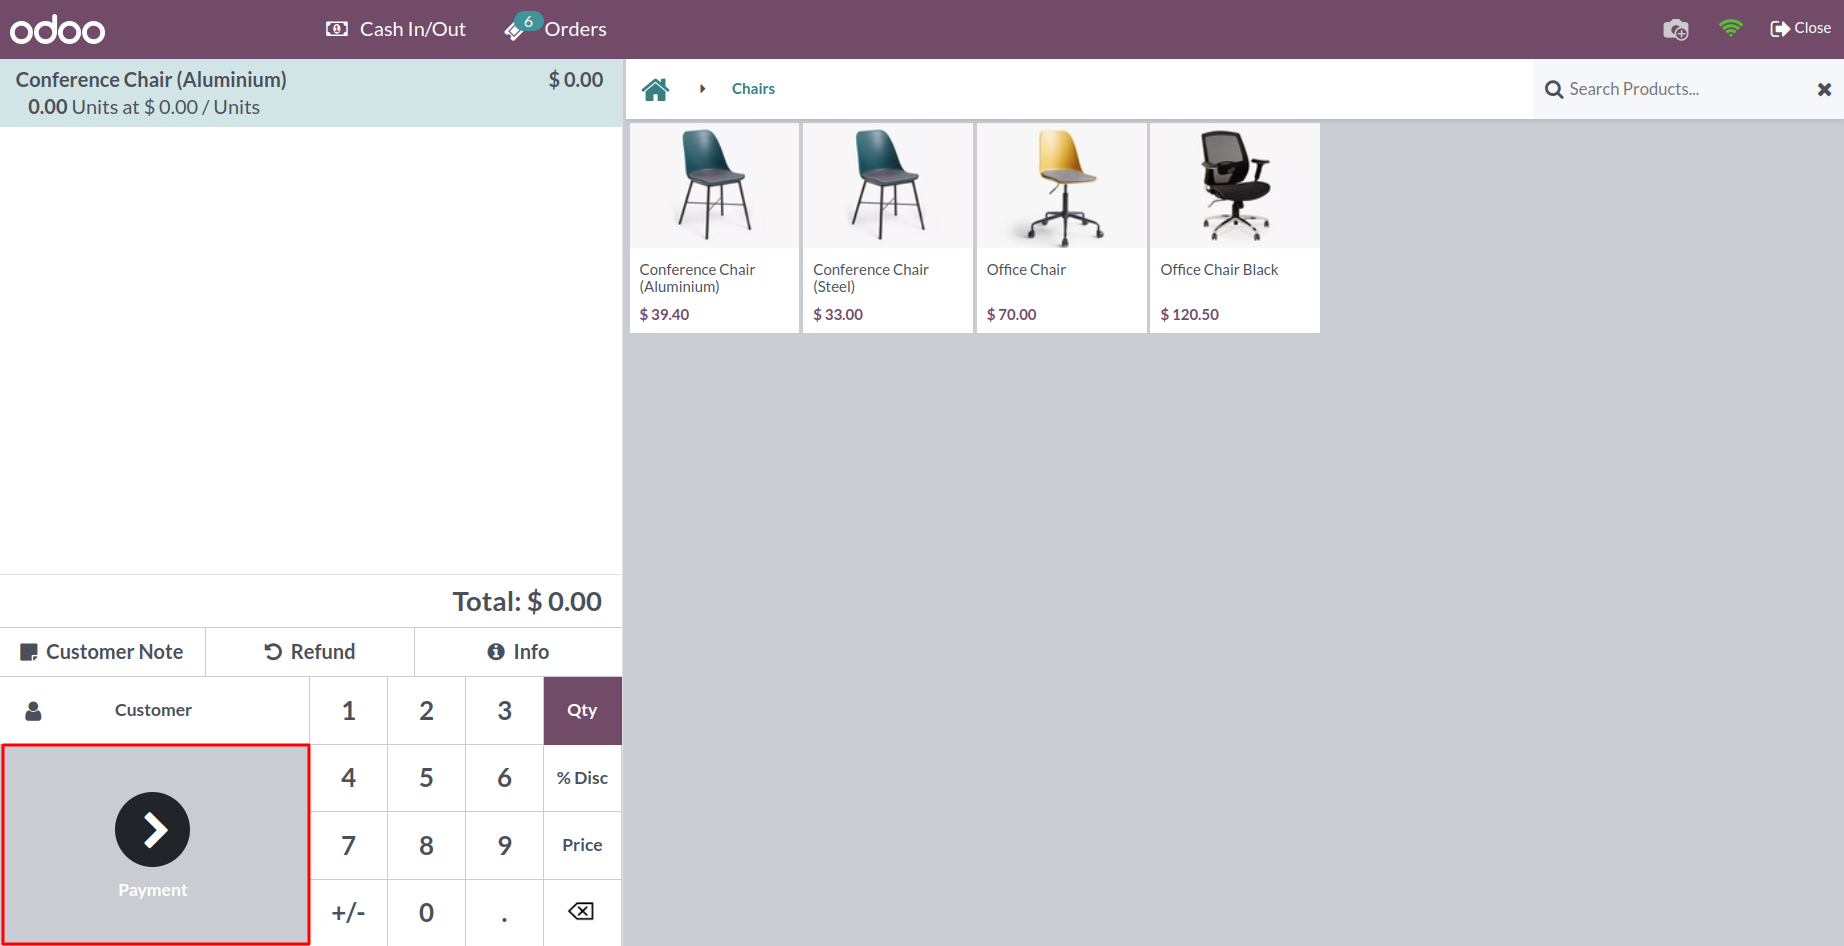 odoo
Cash In/Out
6
Orders
Close
Conference Chair (Aluminium)
$ 0.00
0.00 Units at $ 0.00 / Units
Chairs
Search Products...
Conference Chair
(Aluminium)
$ 39.40
Conference Chair
(Steel)
$ 33.00
Office Chair
$ 70.00
Office Chair Black
$ 120.50
Total: $ 0.00
Customer Note
Refund
Info
Customer
1
2
3
Qty
4
5
6
% Disc
Payment
7
8
9
Price
+/-
0
.